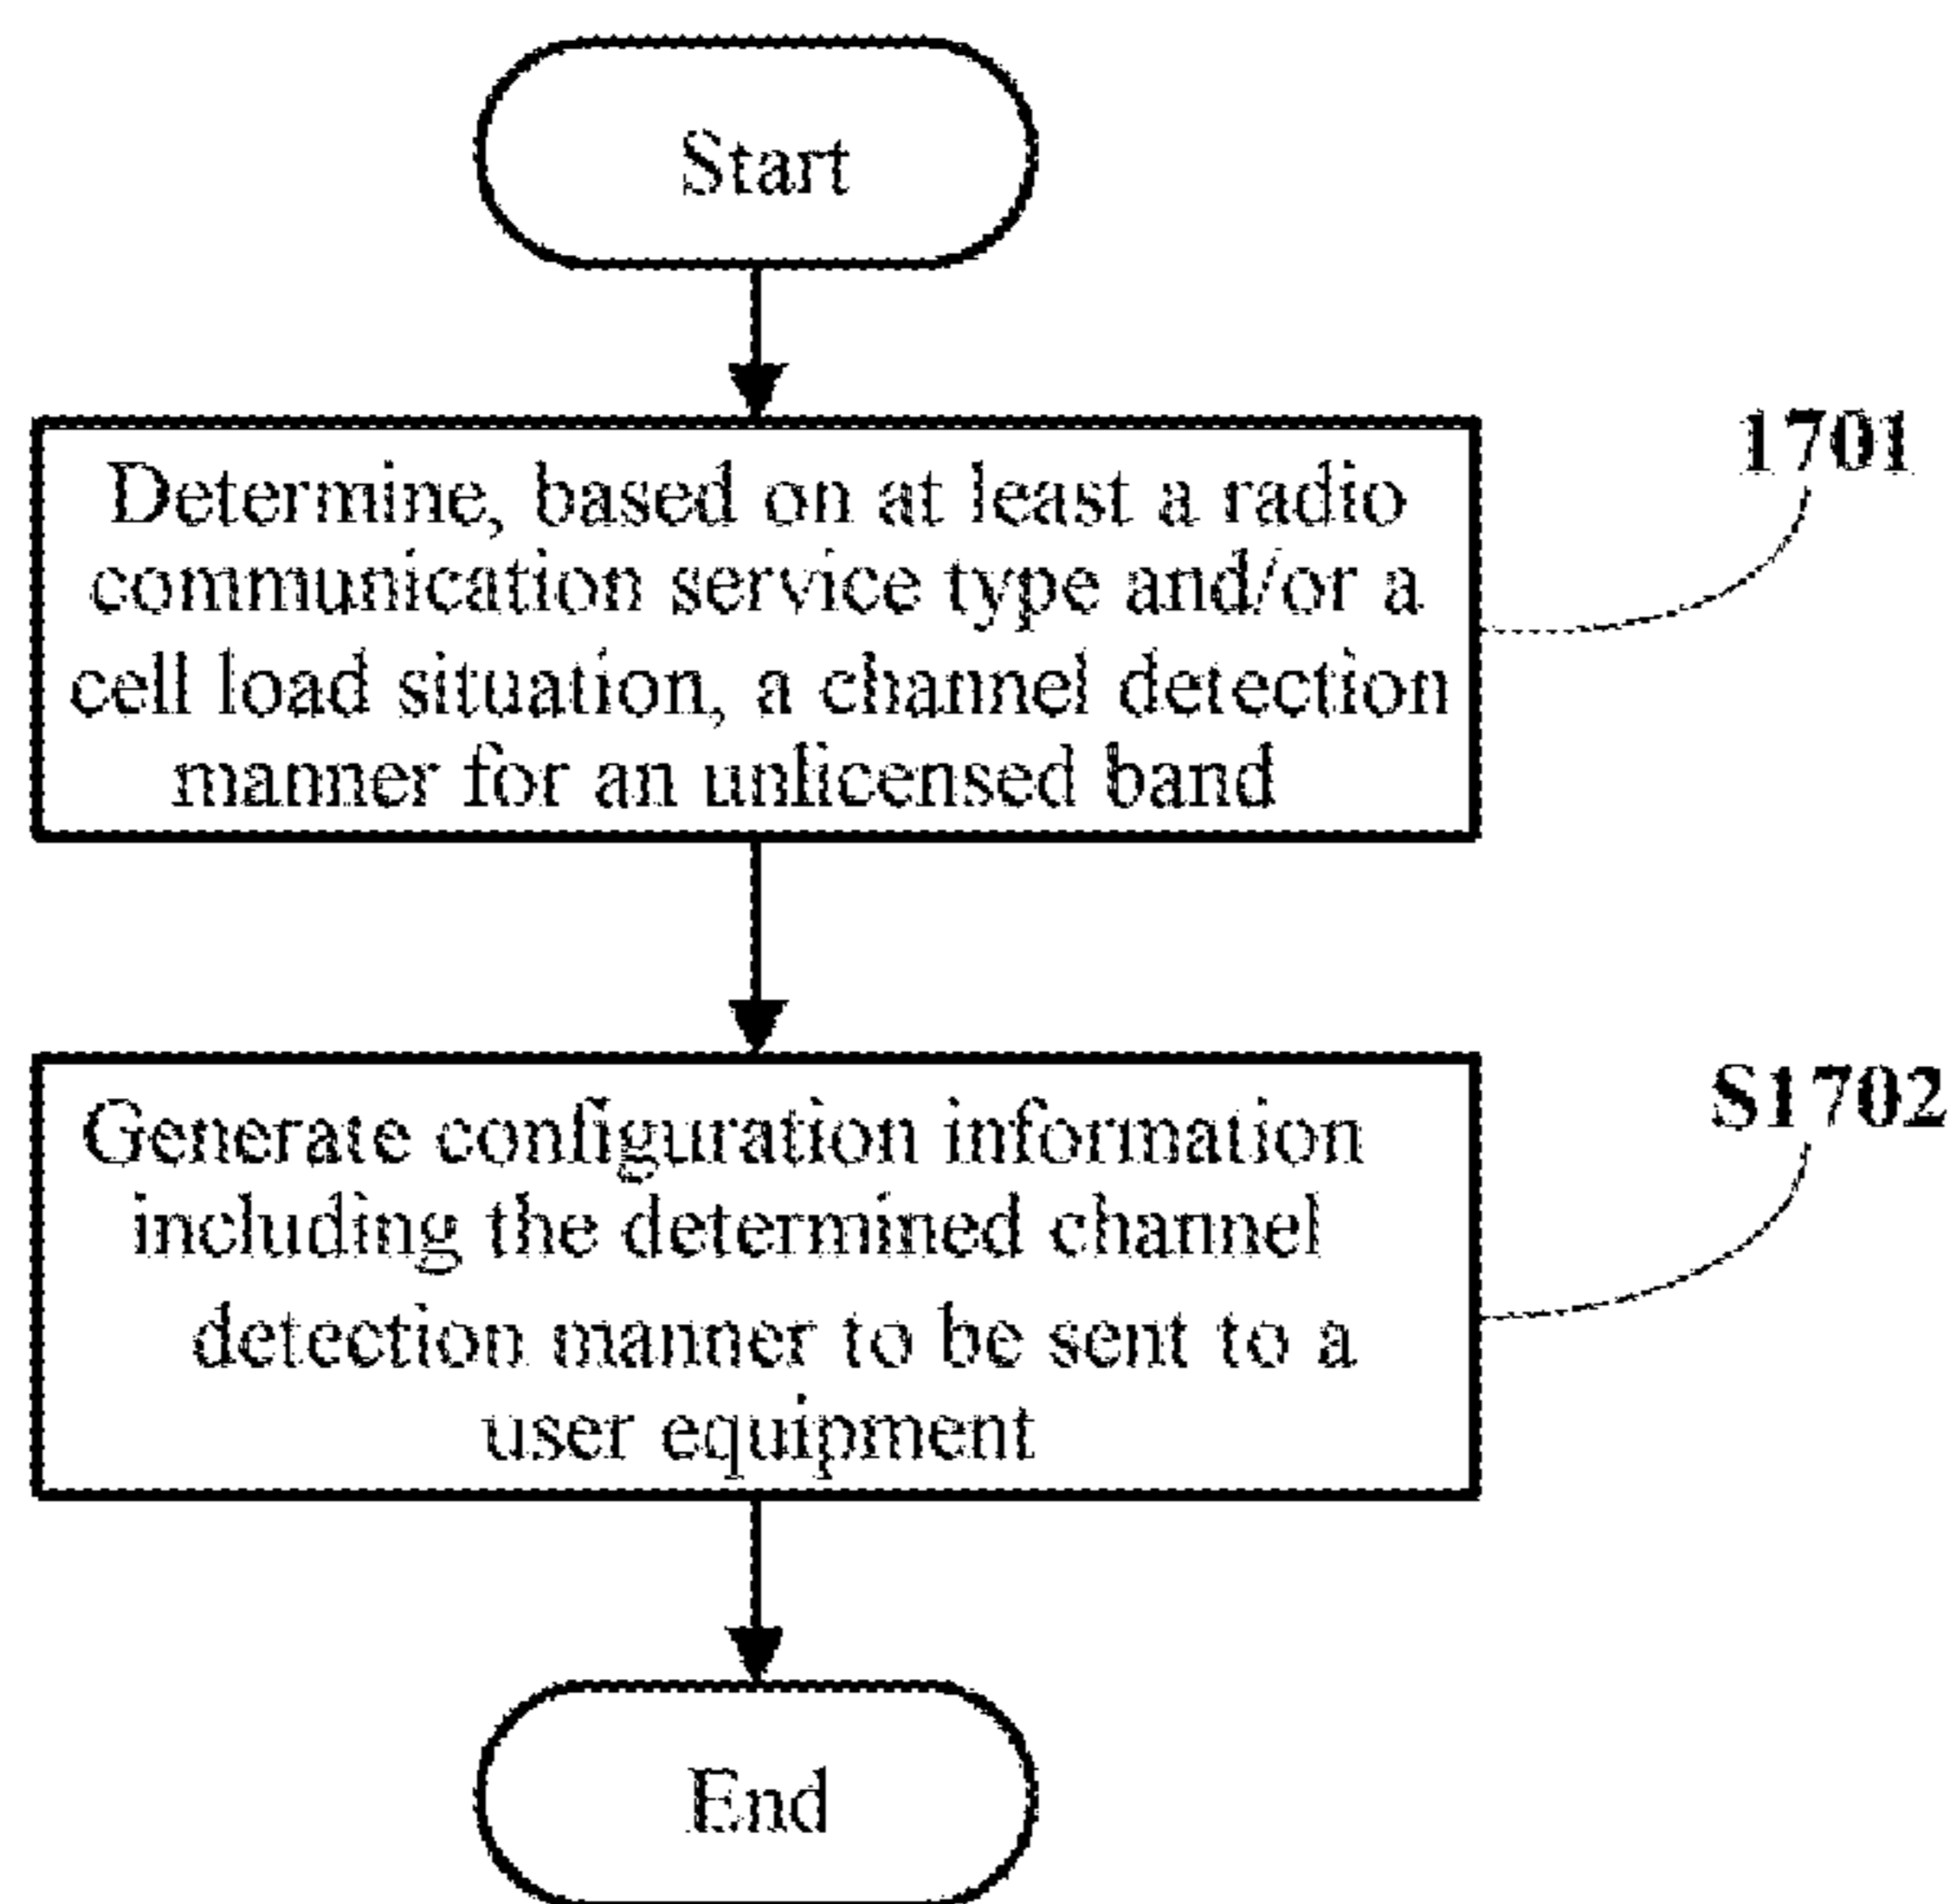 Start
1701
Determine, based on at least a radio
communication service type and/or a
cell load situation, a channel detection
manner for an unlicensed band
S1702
Generate configuration information
including the determined channel
detection manner to be sent to a
user equipment
End